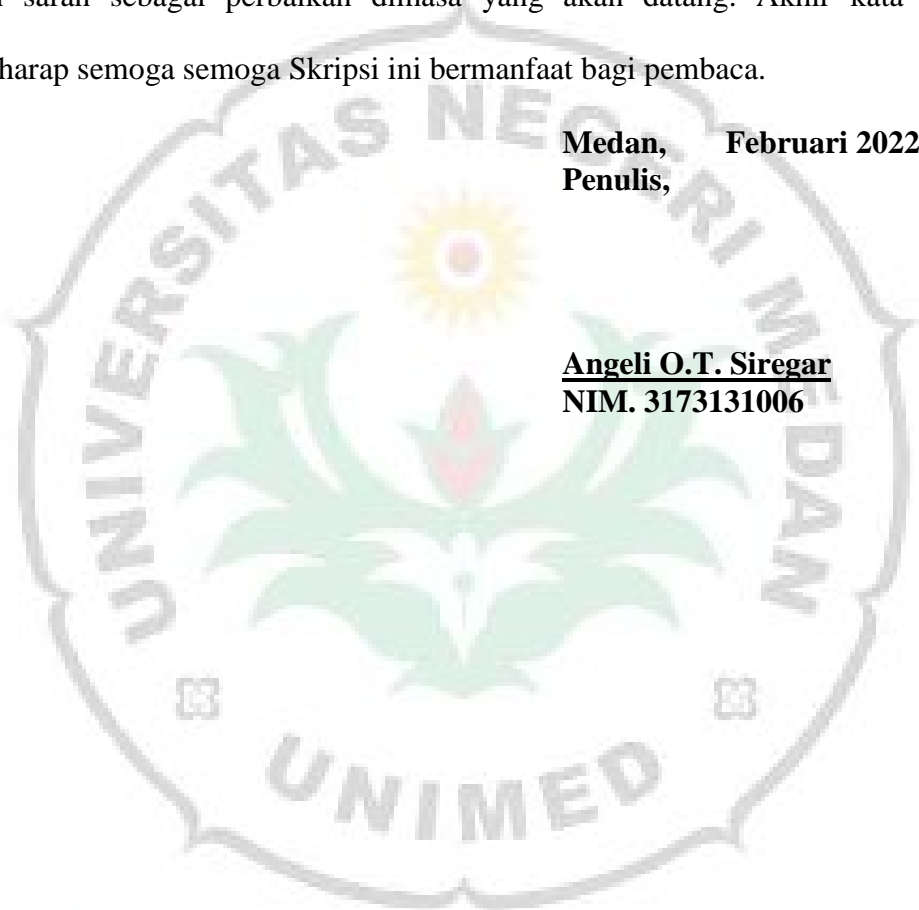 saran sebagai perbaikan dimasa yang akan datang. Akhir kata
harap semoga semoga Skripsi ini bermanfaat bagi pembaca.
Medan, Februari 2022
Penulis,
Angeli O.T. Siregar
NIM. 3173131006
UNIVERSITAS NEGERI MEDAN
UNIMED